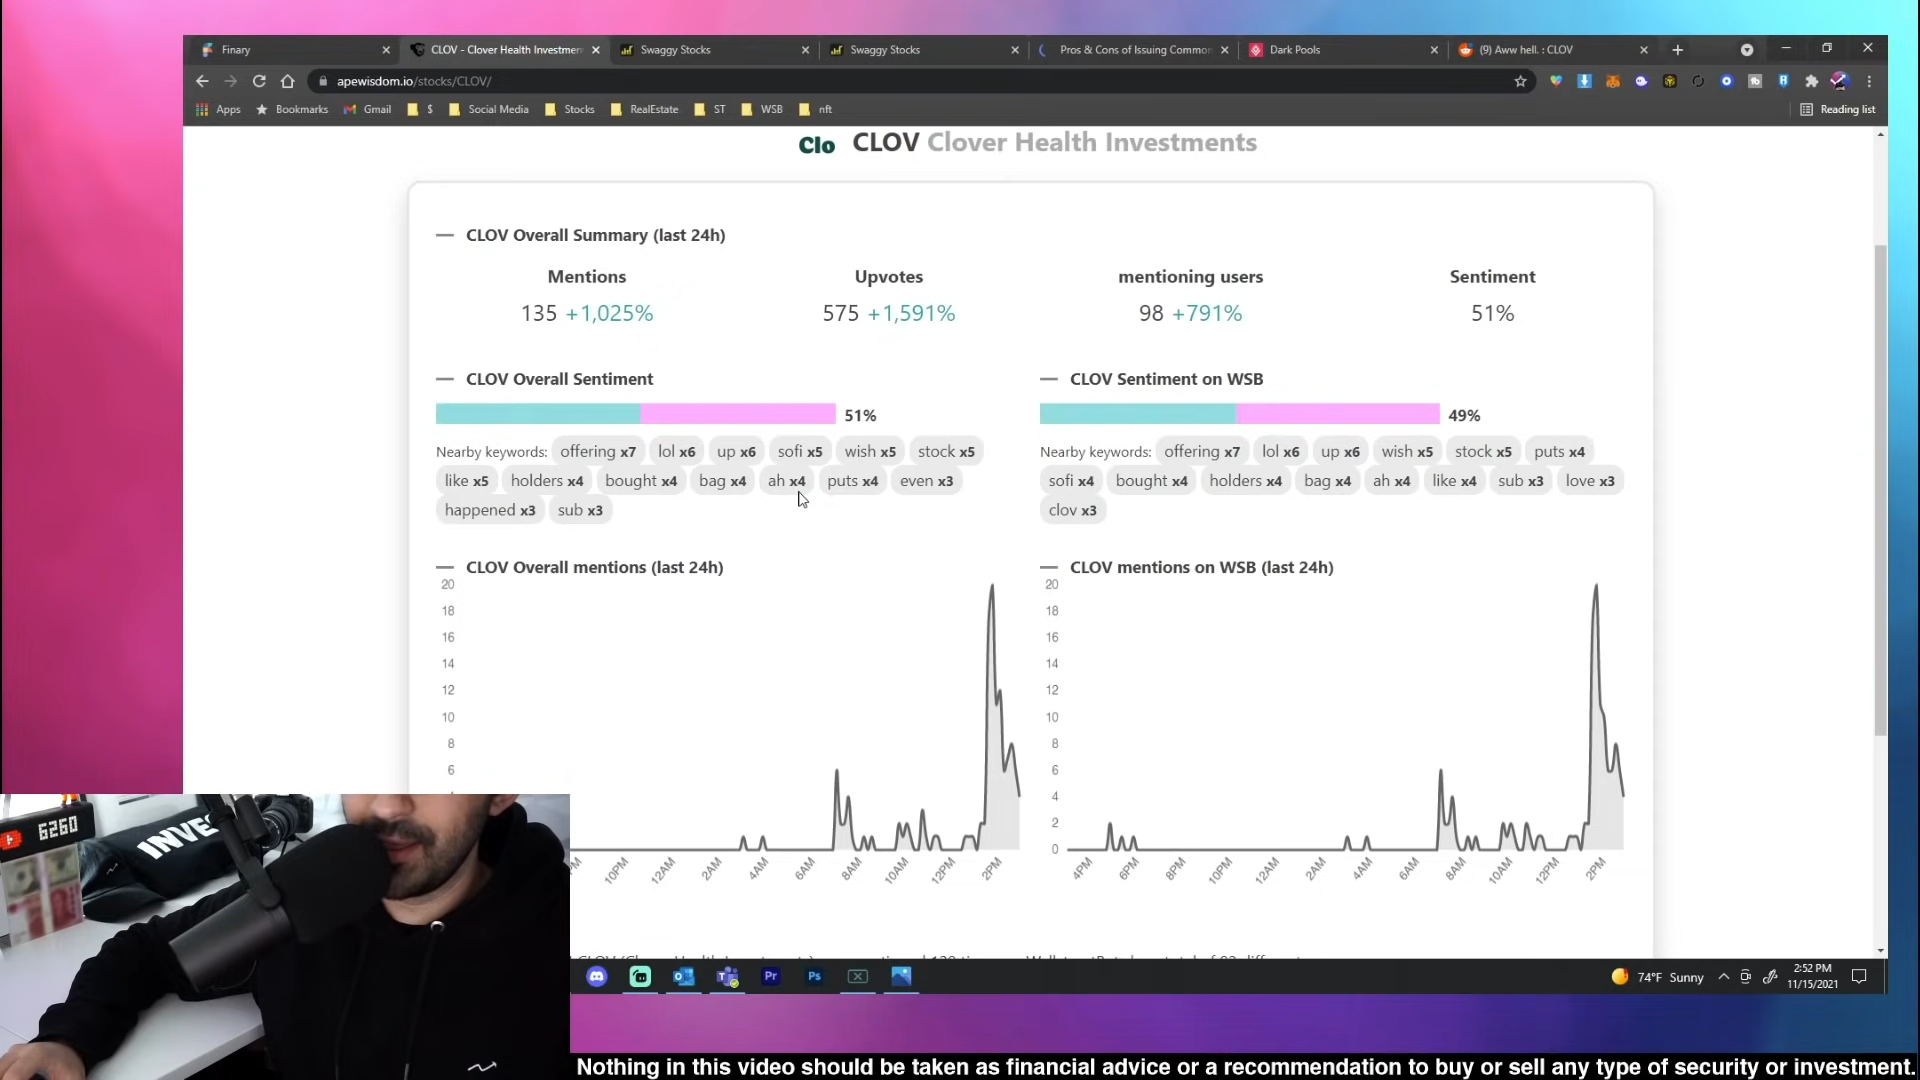 Finary
CLOV - Clover Health Investmen
Swaggy Stocks
Swaggy Stocks
Pros & Cons of Issuing Common
Dark Pools
(9) Aww hell. : CLOV
apewisdom.io/stocks/CLOV/
Apps
Bookmarks
Gmail
$
Social Media
Stocks
RealEstate
ST
WSB
nft
Reading list
Clo CLOV Clover Health Investments
CLOV Overall Summary (last 24h)
Mentions
Upvotes
mentioning users
Sentiment
135 +1,025%
575 +1,591%
98 +791%
51%
CLOV Overall Sentiment
51%
Nearby keywords: offering x7 lol x6 up x6 sofi x5 wish x5 stock x5
like x5 holders x4 bought x4 bag x4 ah x4 puts x4 even x3
happened x3 sub x3
CLOV Sentiment on WSB
49%
Nearby keywords: offering x7 lol x6 up x6 wish x5 stock x5 puts x4
sofi x4 bought x4 holders x4 bag x4 ah x4 like x4 sub x3 love x3
clov x3
CLOV Overall mentions (last 24h)
20
18
16
14
12
10
8
6
10PM
12AM
2AM
4AM
6AM
8AM
10AM
12PM
2PM
CLOV mentions on WSB (last 24h)
20
18
16
14
12
10
8
6
4
2
0
4PM
6PM
8PM
10PM
12AM
2AM
4AM
6AM
8AM
10AM
12PM
2PM
6260
INVES
Pr
Ps
74°F Sunny
2:52 PM
11/15/2021
Nothing in this video should be taken as financial advice or a recommendation to buy or sell any type of security or investment.